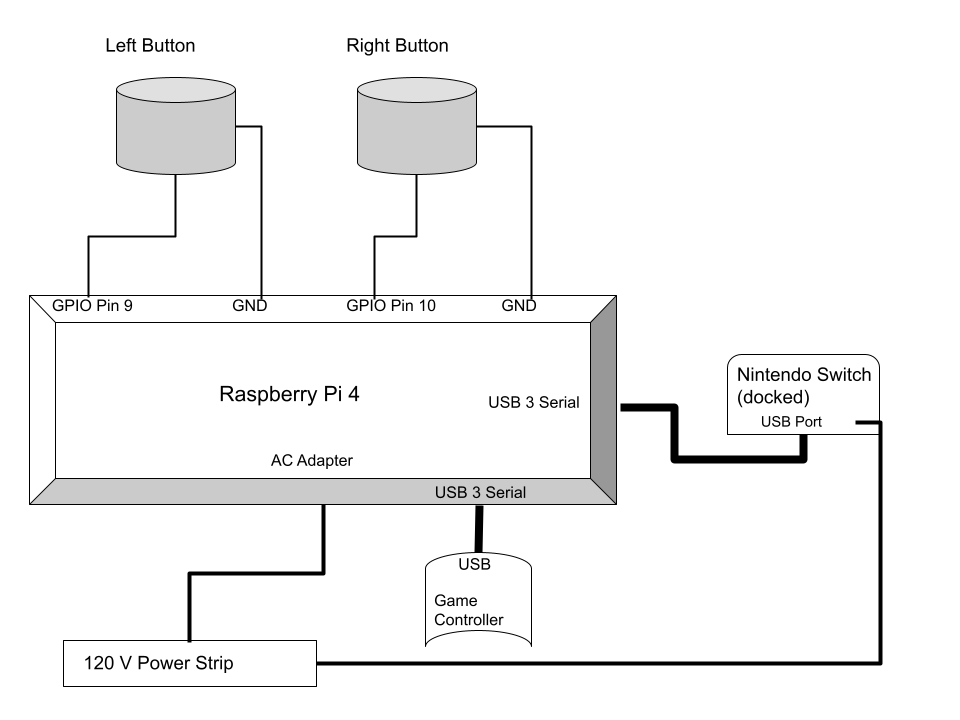 Left Button
Right Button
GPIO Pin 9
GND
GPIO Pin 10
GND
Raspberry Pi 4
USB 3 Serial
Nintendo Switch
(docked)
USB Port
AC Adapter
USB 3 Serial
USB
Game
Controller
120 V Power Strip